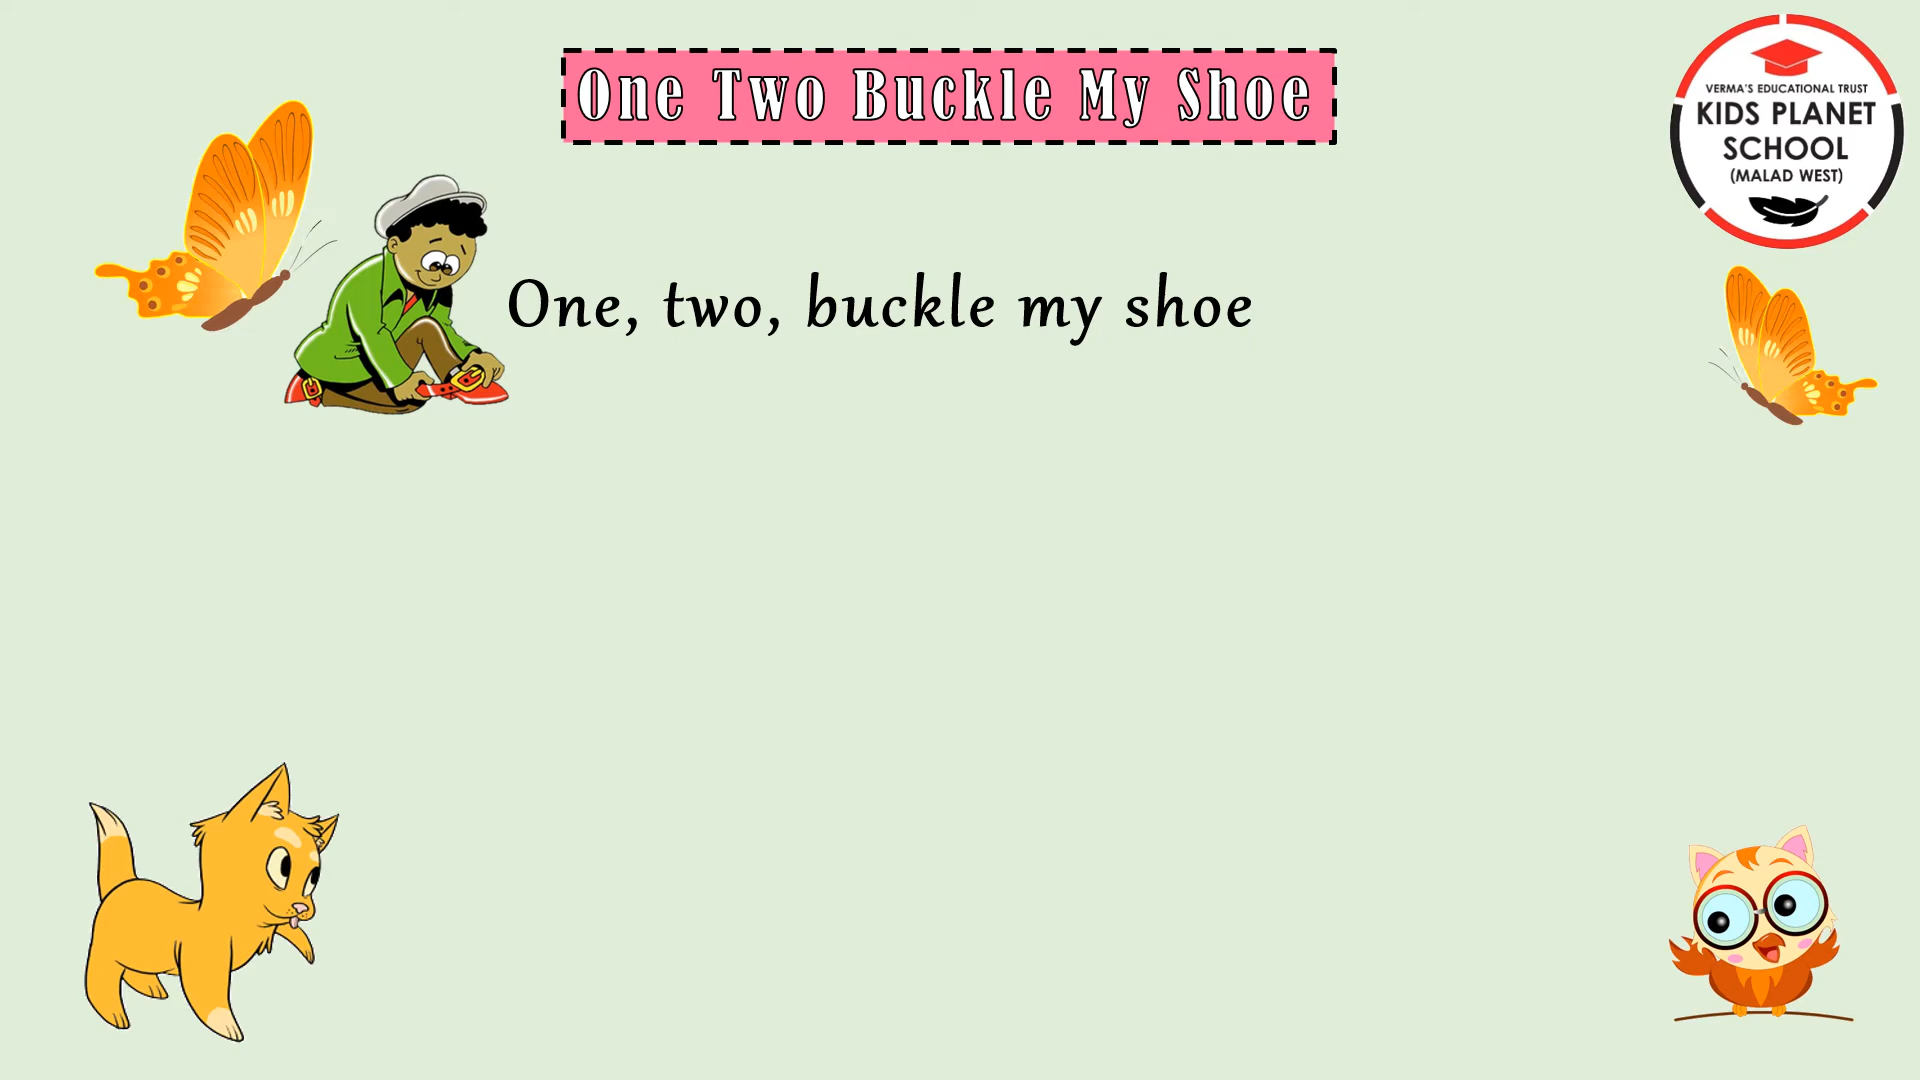 One Two Buckle My Shoe
VERMA'S EDUCATIONAL TRUST
KIDS PLANET
SCHOOL
(MALAD WEST)
One, two, buckle my shoe